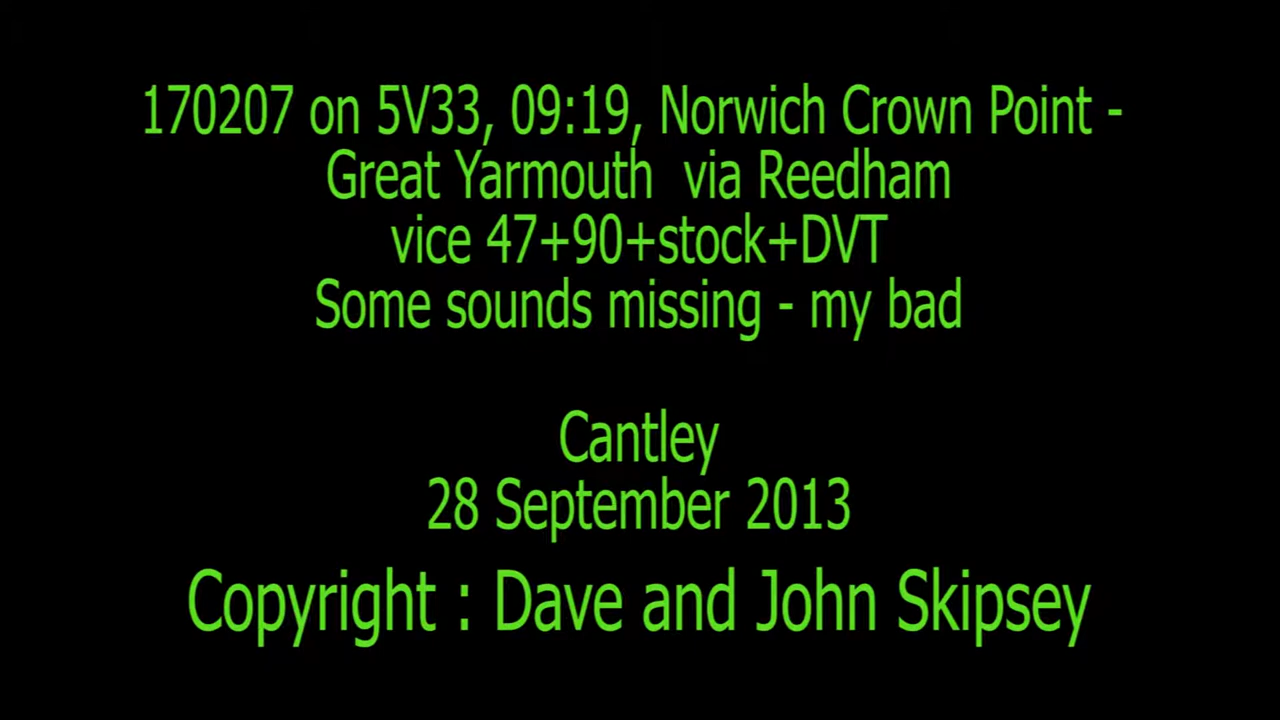 170207 on 5V33, 09:19, Norwich Crown Point -
Great Yarmouth  via Reedham
vice 47+90+stock+DVT
Some sounds missing - my bad
Cantley
28 September 2013
Copyright : Dave and John Skipsey